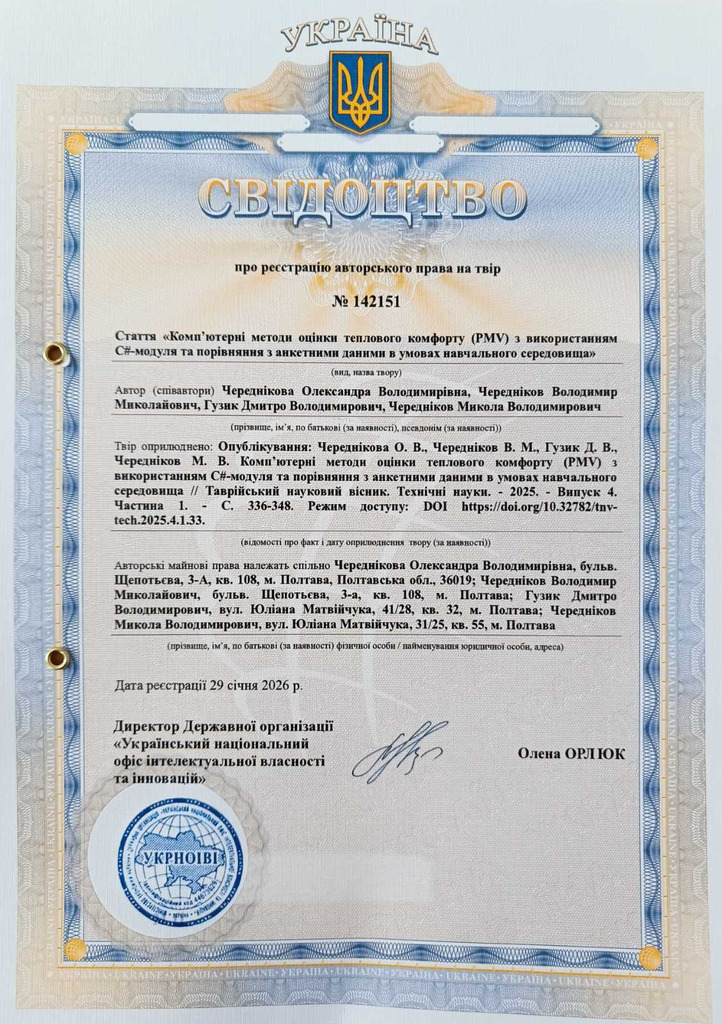 УКРАЇНА
СВІДОЦТВО
про реєстрацію авторського права на твір
№ 142151
Стаття «Комп’ютерні методи оцінки теплового комфорту (PMV) з використанням
C#-модуля та порівняння з анкетними даними в умовах навчального середовища»
(вид, назва твору)
Автор (співавтори) Череднікова Олександра Володимирівна, Чередніков Володимир
Миколайович, Гузик Дмитро Володимирович, Чередніков Микола Володимирович
(прізвище, ім’я, по батькові (за наявності), псевдонім (за наявності))
Твір оприлюднено: Опублікування: Череднікова О. В., Чередніков В. М., Гузик Д. В.,
Чередніков М. В. Комп’ютерні методи оцінки теплового комфорту (PMV) з
використанням C#-модуля та порівняння з анкетними даними в умовах навчального
середовища // Таврійський науковий вісник. Технічні науки. - 2025. - Випуск 4.
Частина 1. - С. 336-348. Режим доступу: DOI https://doi.org/10.32782/tnv-
tech.2025.4.1.33.
(відомості про факт і дату оприлюднення твору (за наявності))
Авторські майнові права належать спільно Череднікова Олександра Володимирівна, бульв.
Щепотьєва, 3-А, кв. 108, м. Полтава, Полтавська обл., 36019; Чередніков Володимир
Миколайович, бульв. Щепотьєва, 3-а, кв. 108, м. Полтава; Гузик Дмитро
Володимирович, вул. Юліана Матвійчука, 41/28, кв. 32, м. Полтава; Чередніков
Микола Володимирович, вул. Юліана Матвійчука, 31/25, кв. 55, м. Полтава
(прізвище, ім’я, по батькові (за наявності) фізичної особи / найменування юридичної особи, адреса)
Дата реєстрації 29 січня 2026 р.
Директор Державної організації
«Український національний
офіс інтелектуальної власності
та інновацій»
Олена ОРЛЮК
УКРНОІВІ